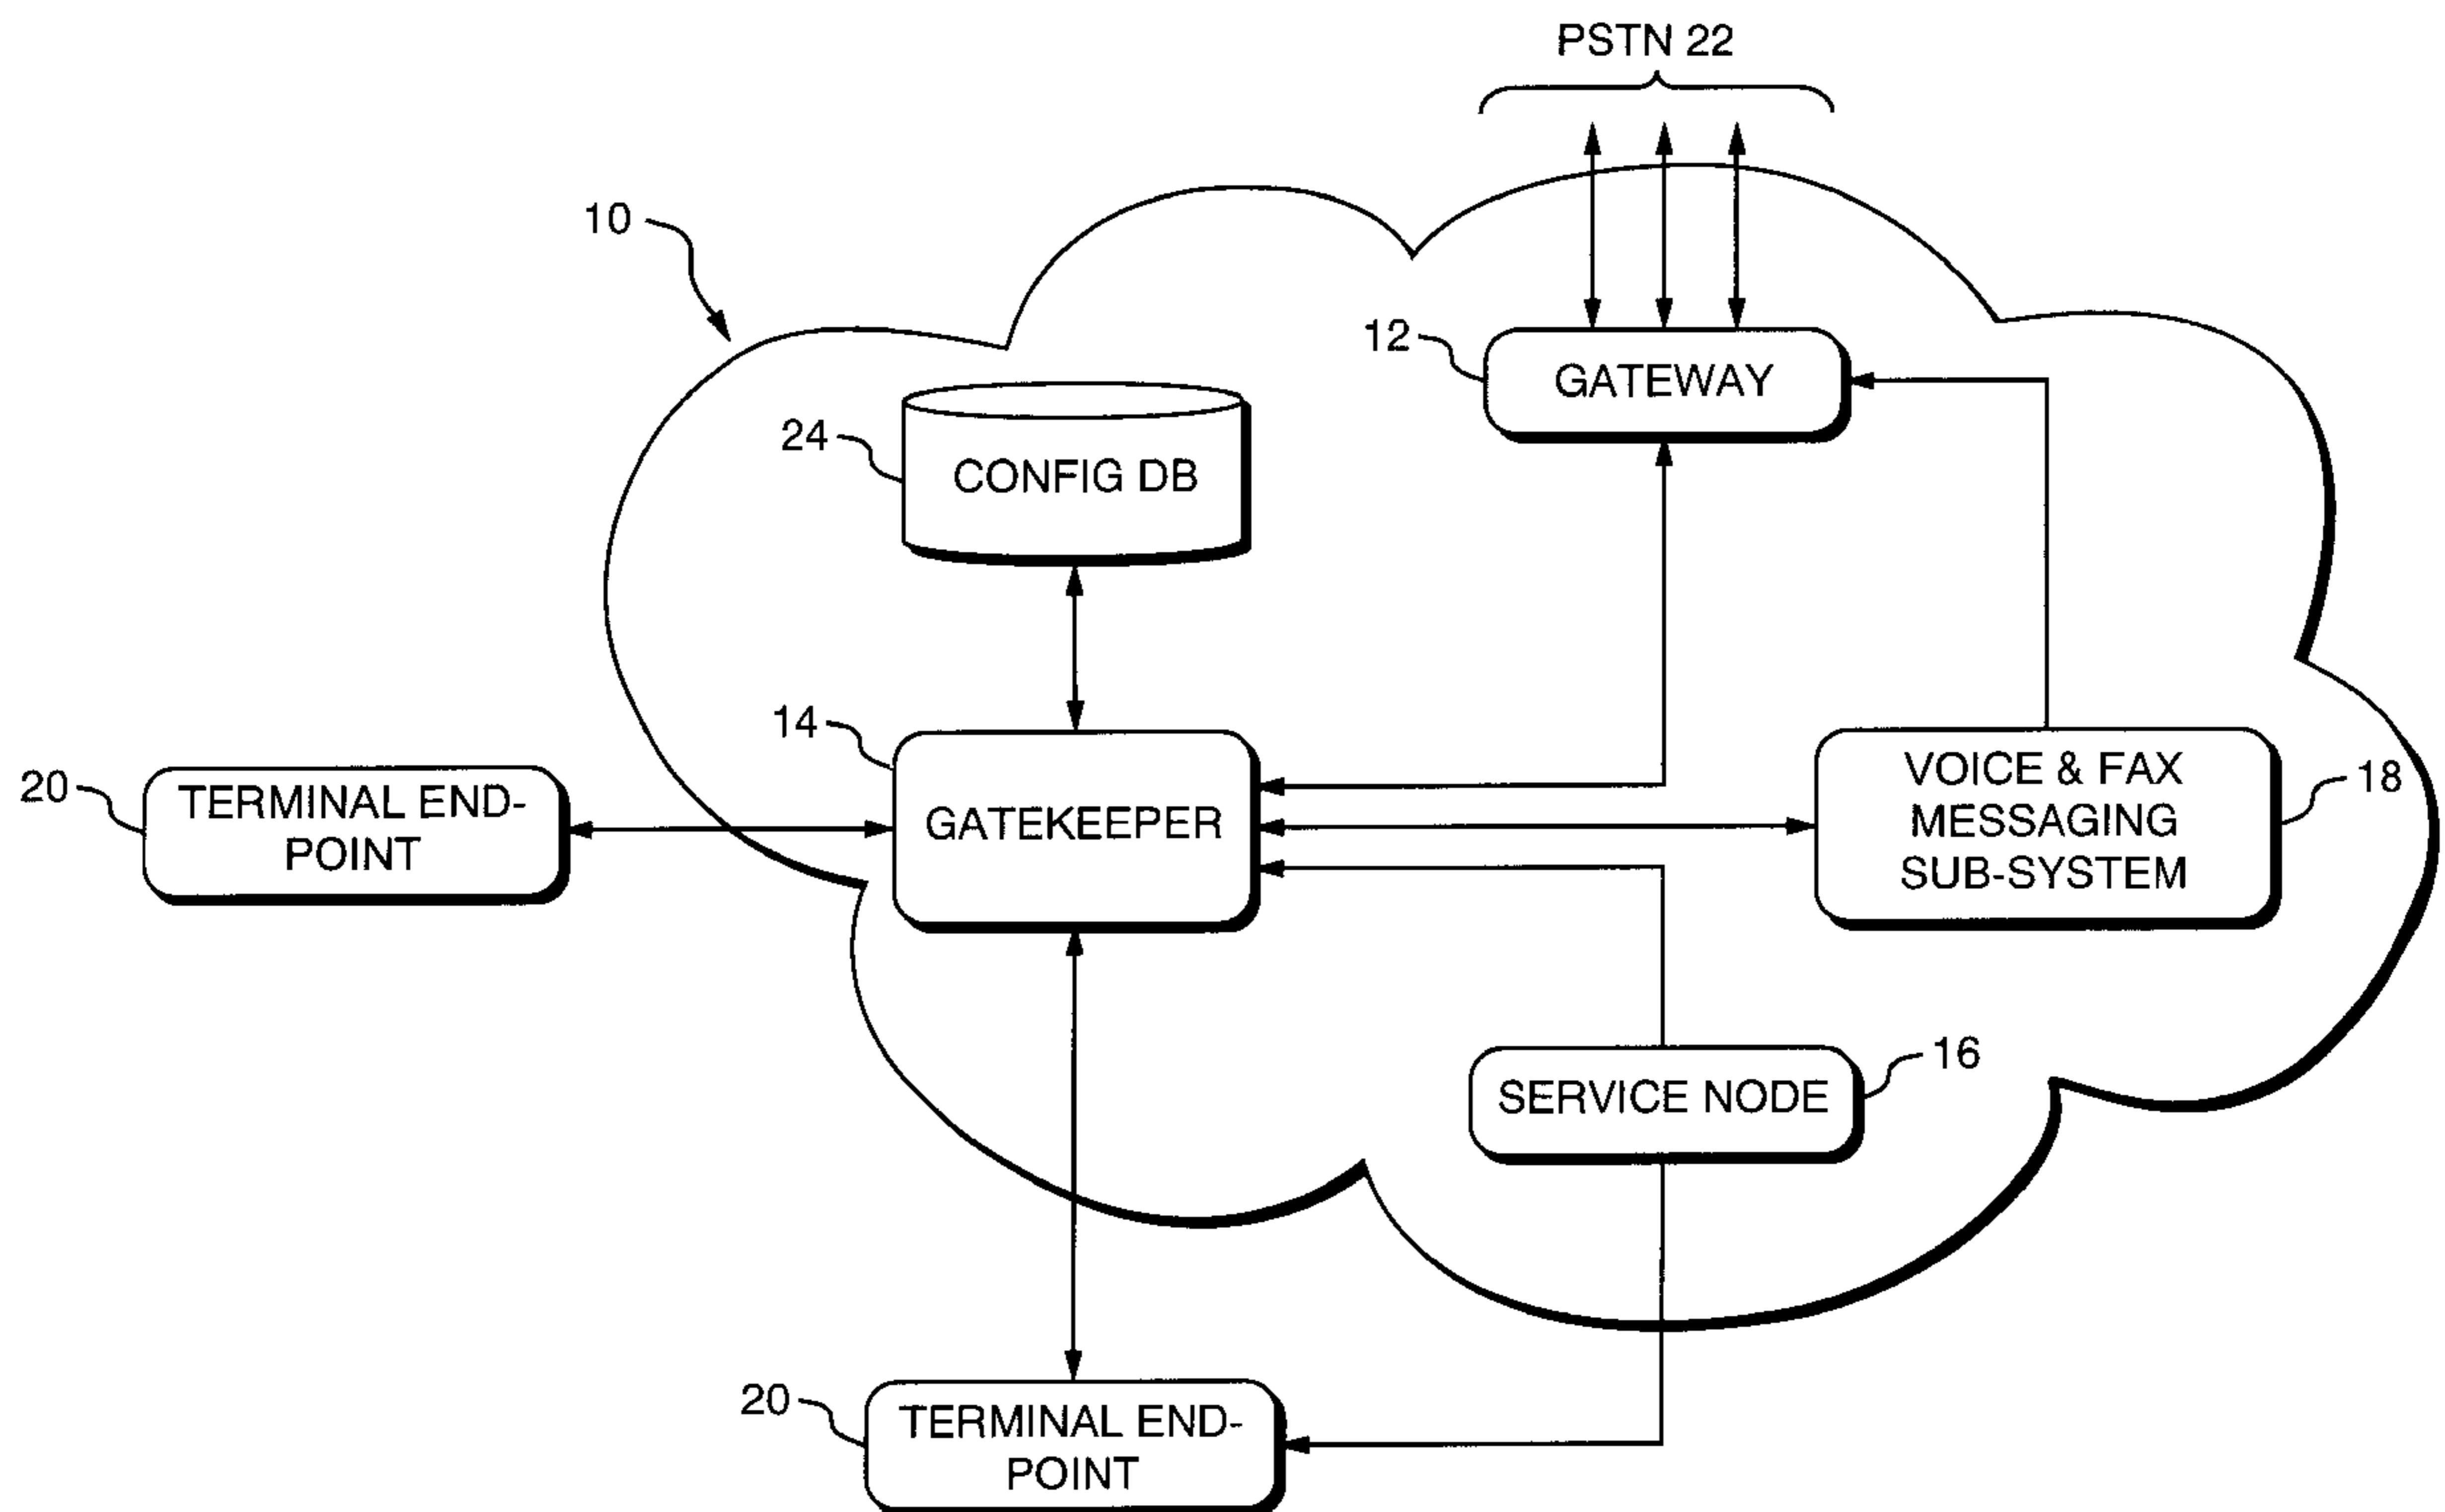 PSTN 22
10
12
GATEWAY
24
CONFIG DB
14
GATEKEEPER
VOICE & FAX
MESSAGING
SUB-SYSTEM
18
20
TERMINAL END-
POINT
SERVICE NODE
16
20
TERMINAL END-
POINT